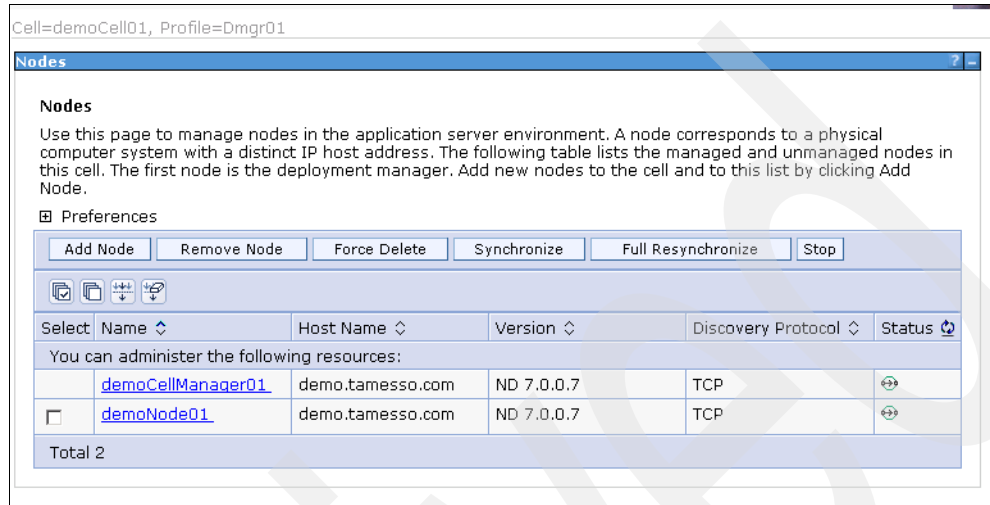 Cell=demoCell01, Profile=Dmgr01
Nodes ? -
Nodes
Use this page to manage nodes in the application server environment. A node corresponds to a physical
computer system with a distinct IP host address. The following table lists the managed and unmanaged nodes in
this cell. The first node is the deployment manager. Add new nodes to the cell and to this list by clicking Add
Node.
Preferences
Add Node Remove Node Force Delete Synchronize Full Resynchronize Stop
Select Name Host Name Version Discovery Protocol Status
You can administer the following resources:
demoCellManager01 demo.tamesso.com ND 7.0.0.7 TCP
demoNode01 demo.tamesso.com ND 7.0.0.7 TCP
Total 2